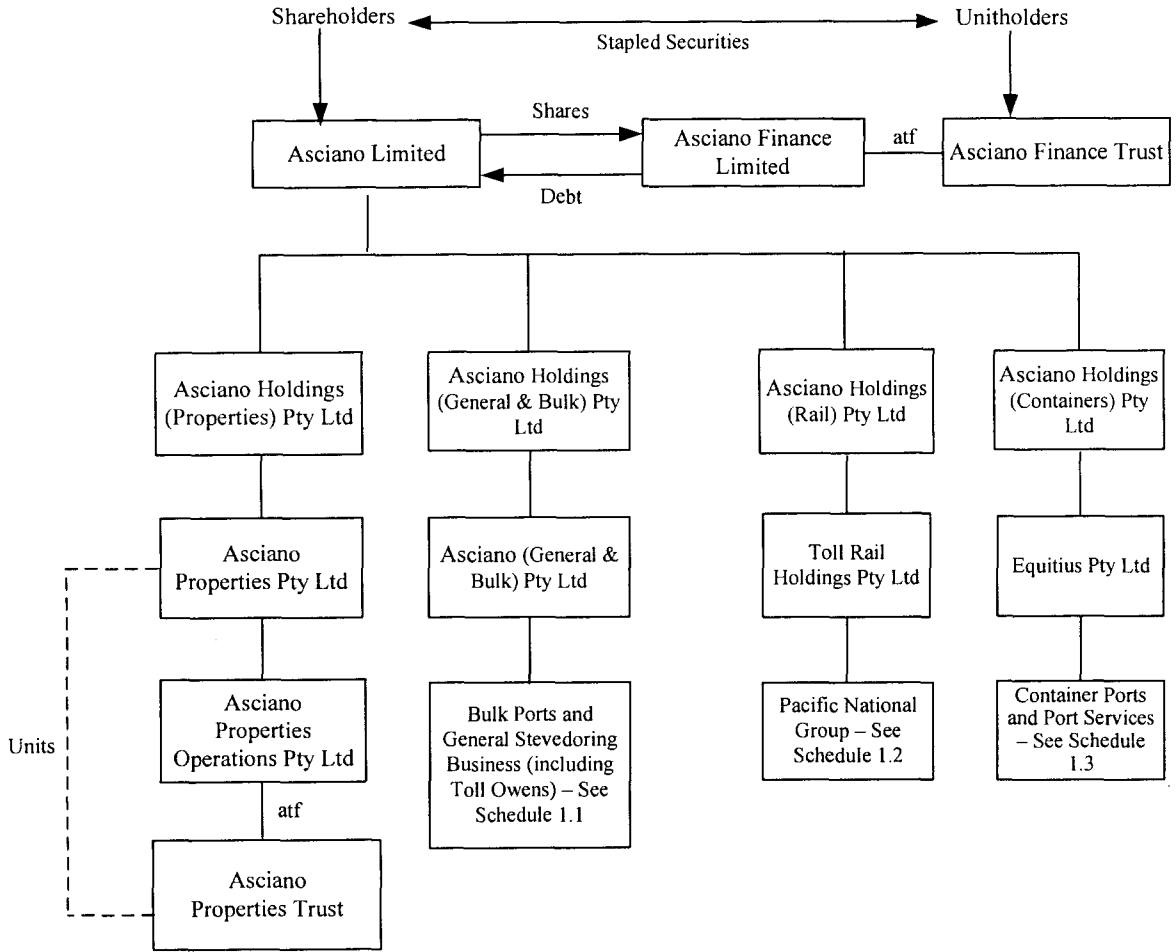 Shareholders
Unitholders
Stapled Securities
Shares
Asciano Limited
Asciano Finance
Limited
atf
Asciano Finance Trust
Debt
Asciano Holdings
(Properties) Pty Ltd
Asciano Holdings
(General & Bulk) Pty
Ltd
Asciano Holdings
(Rail) Pty Ltd
Asciano Holdings
(Containers) Pty
Ltd
Asciano
Properties Pty Ltd
Asciano (General &
Bulk) Pty Ltd
Toll Rail
Holdings Pty Ltd
Equitius Pty Ltd
Units
Asciano
Properties
Operations Pty Ltd
Bulk Ports and
General Stevedoring
Business (including
Toll Owens) – See
Schedule 1.1
Pacific National
Group – See
Schedule 1.2
Container Ports
and Port Services
– See Schedule
1.3
atf
Asciano
Properties Trust